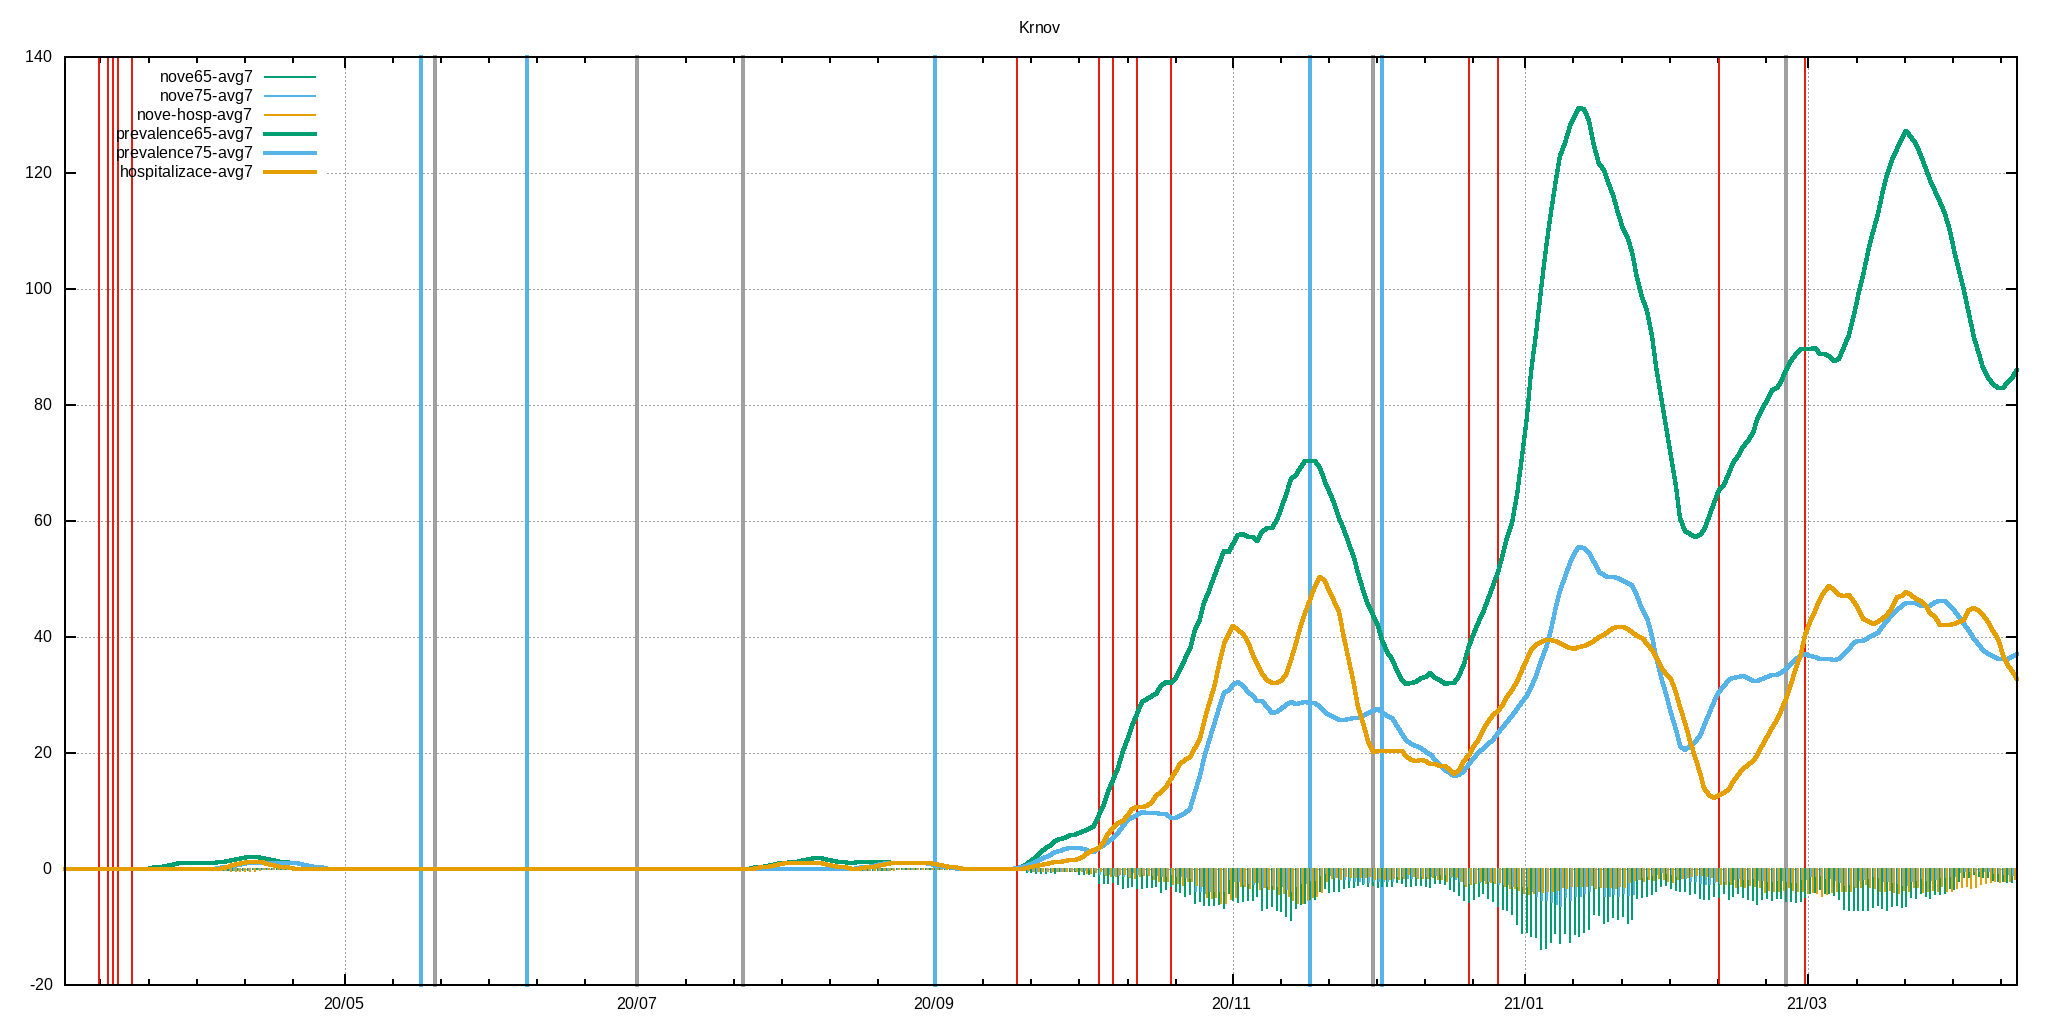 Krnov
140
120
100
80
60
40
20
0
-20
nove65-avg7
nove75-avg7
nove-hosp-avg7
prevalence65-avg7
prevalence75-avg7
hospitalizace-avg7
20/05 20/07 20/09 20/11 21/01 21/03